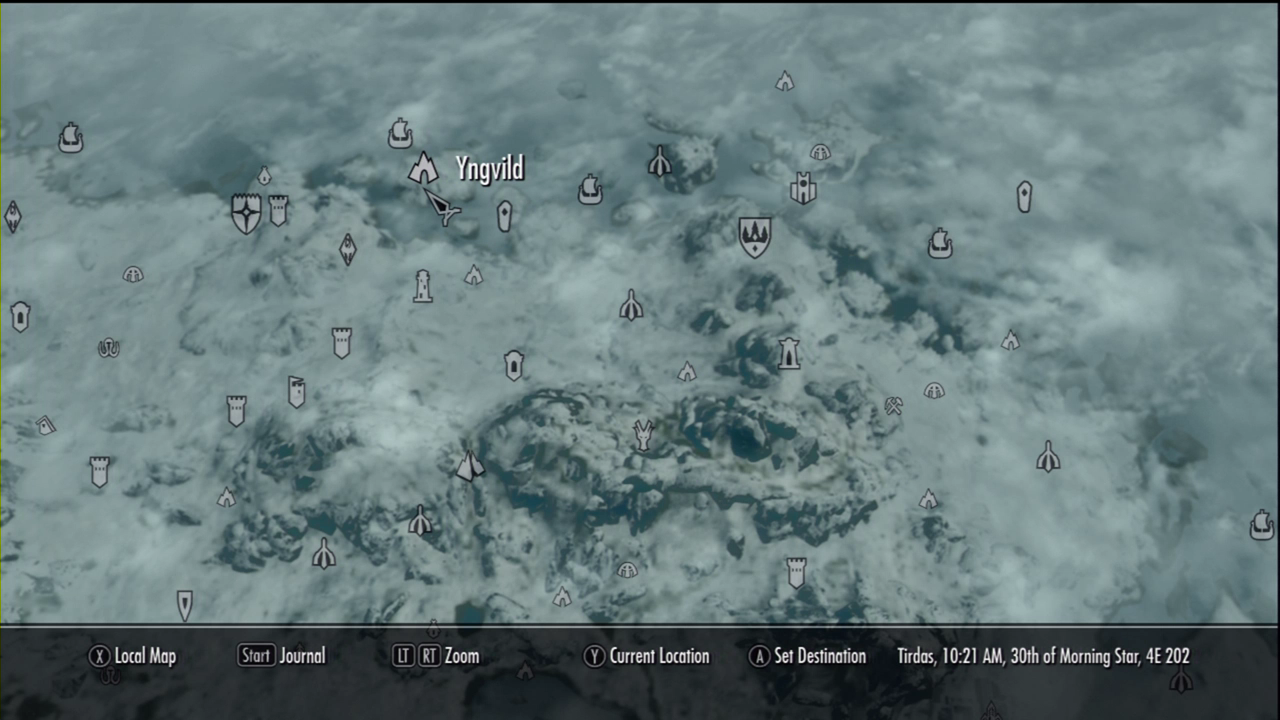 Yngvild
X Local Map
Start Journal
LT RT Zoom
Y Current Location
A Set Destination
Tirdas, 10:21 AM, 30th of Morning Star, 4E 202